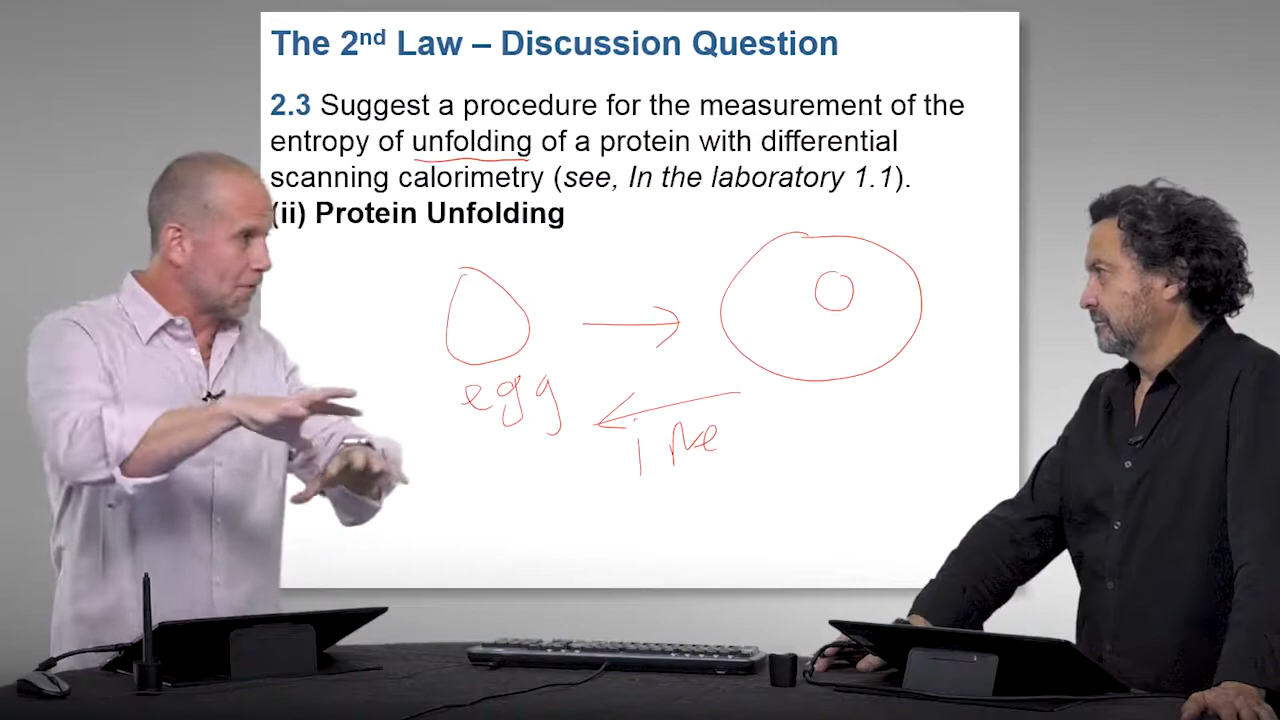 The 2nd Law – Discussion Question
2.3 Suggest a procedure for the measurement of the
entropy of unfolding of a protein with differential
scanning calorimetry (see, In the laboratory 1.1).
(ii) Protein Unfolding
egg